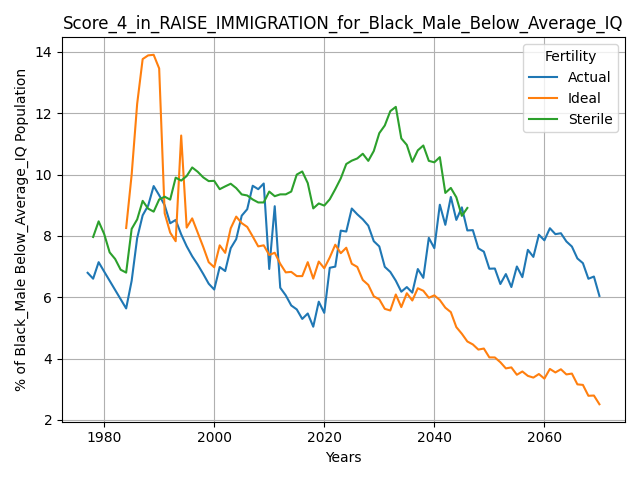 Score_4_in_RAISE_IMMIGRATION_for_Black_Male_Below_Average_IQ
% of Black_Male Below_Average_IQ Population
14
12
10
8
6
4
2
Fertility
Actual
Ideal
Sterile
1980 2000 2020 2040 2060
Years